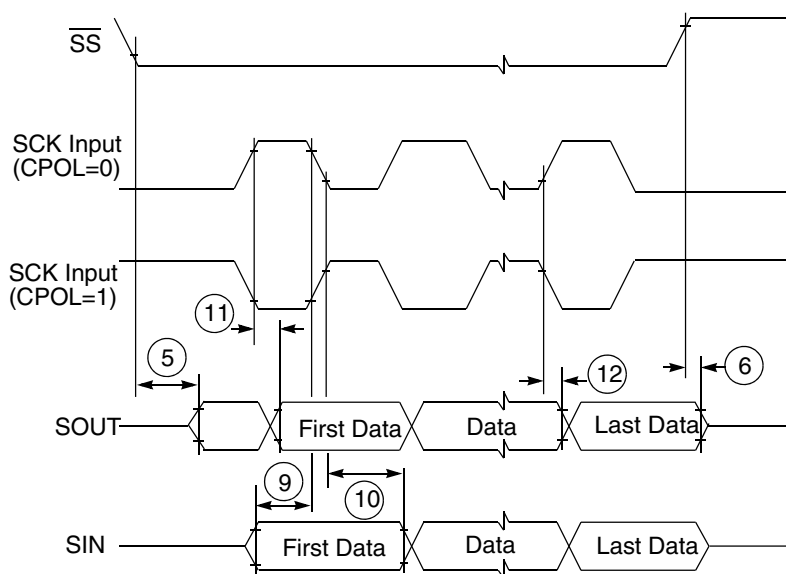 SS
SCK Input
(CPOL=0)
SCK Input
(CPOL=1)
11
5
12
6
SOUT
First Data
Data
Last Data
9
10
SIN
First Data
Data
Last Data